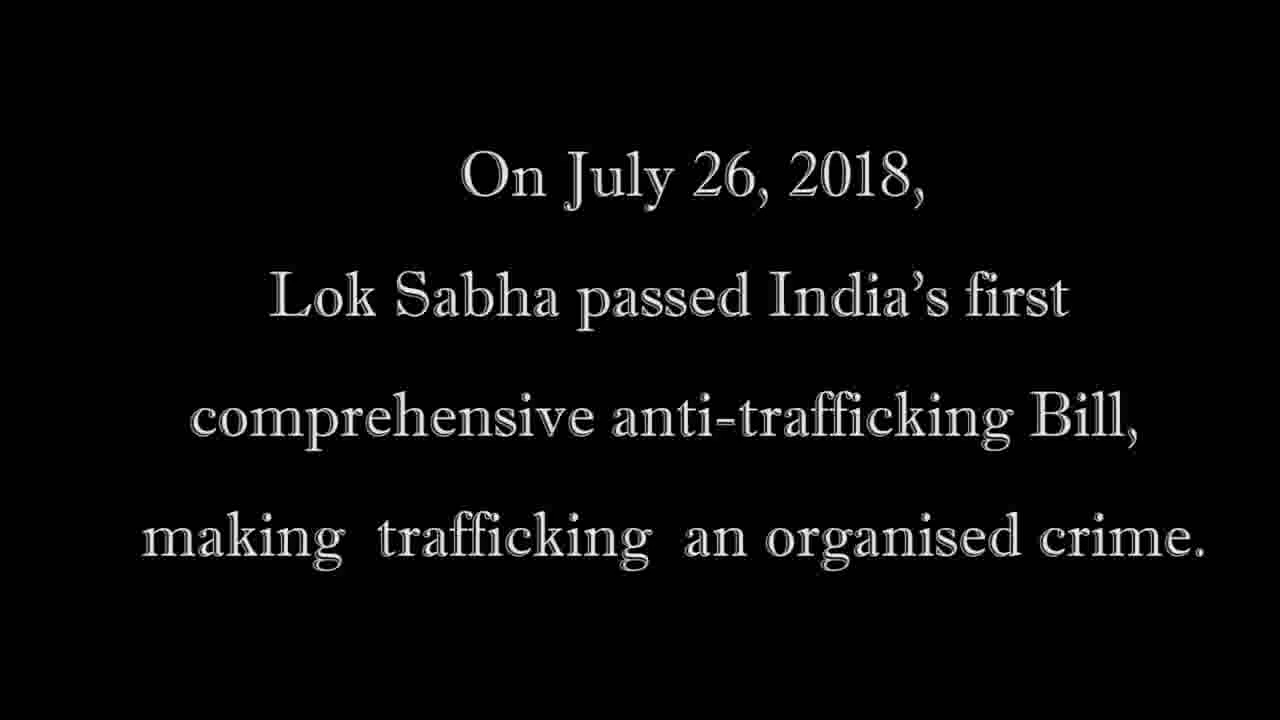 On July 26, 2018,
Lok Sabha passed India’s first
comprehensive anti-trafficking Bill,
making trafficking an organised crime.